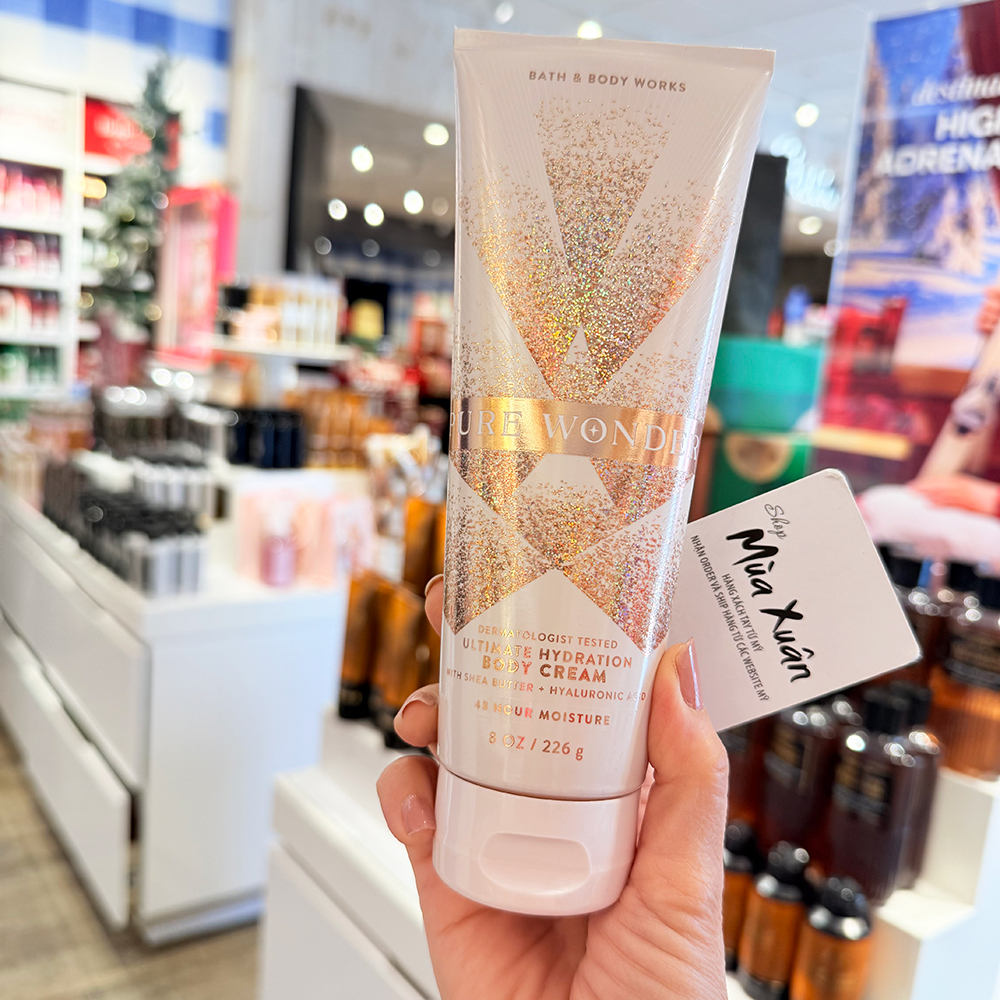 BATH & BODY WORKS
PURE WONDER
DERMATOLOGIST TESTED
ULTIMATE HYDRATION
BODY CREAM
WITH SHEA BUTTER + HYALURONIC ACID
48 HOUR MOISTURE
8 OZ / 226 g
Shop
Mùa Xuân
HÀNG XÁCH TAY TỪ MỸ
NHẬN ORDER VÀ SHIP HÀNG TỪ CÁC WEBSITE MỸ
HIGH
ADRENA